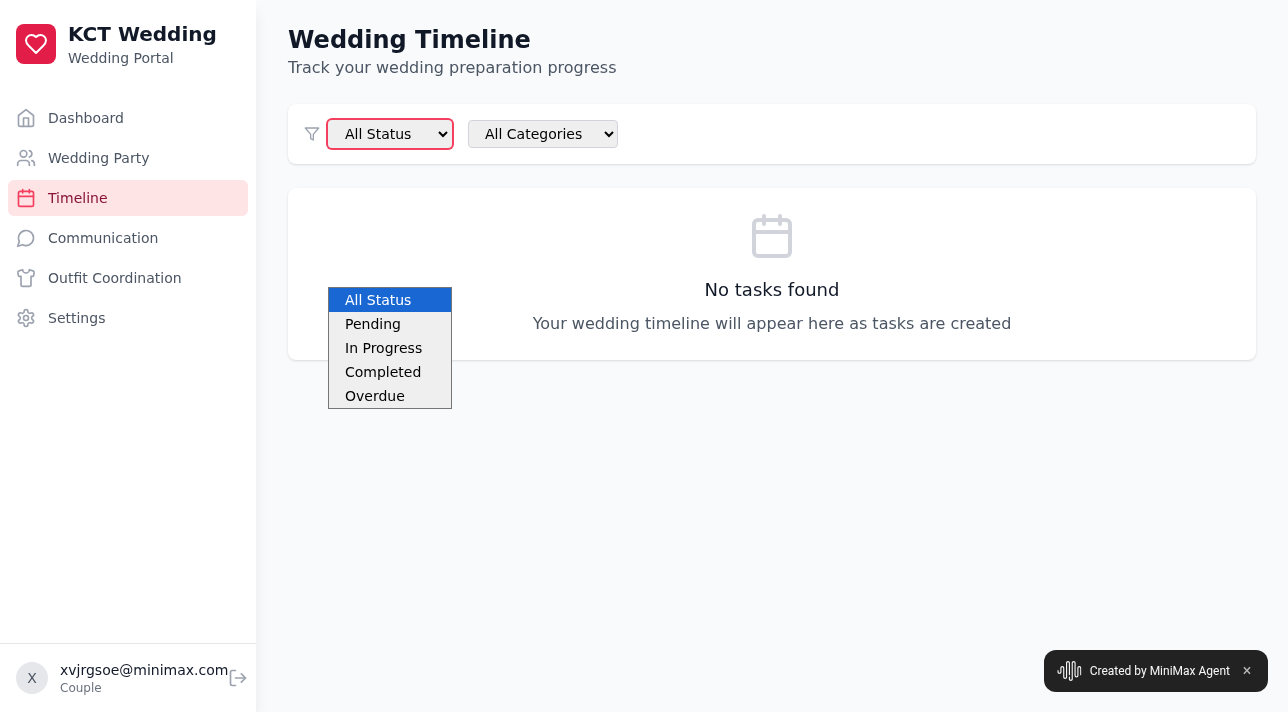 KCT Wedding
Wedding Portal
Dashboard
Wedding Party
Timeline
Communication
Outfit Coordination
Settings
X
xvjrgsoe@minimax.com
Couple
Wedding Timeline
Track your wedding preparation progress
All Status
All Categories
No tasks found
Your wedding timeline will appear here as tasks are created
All Status
Pending
In Progress
Completed
Overdue
Created by MiniMax Agent ×